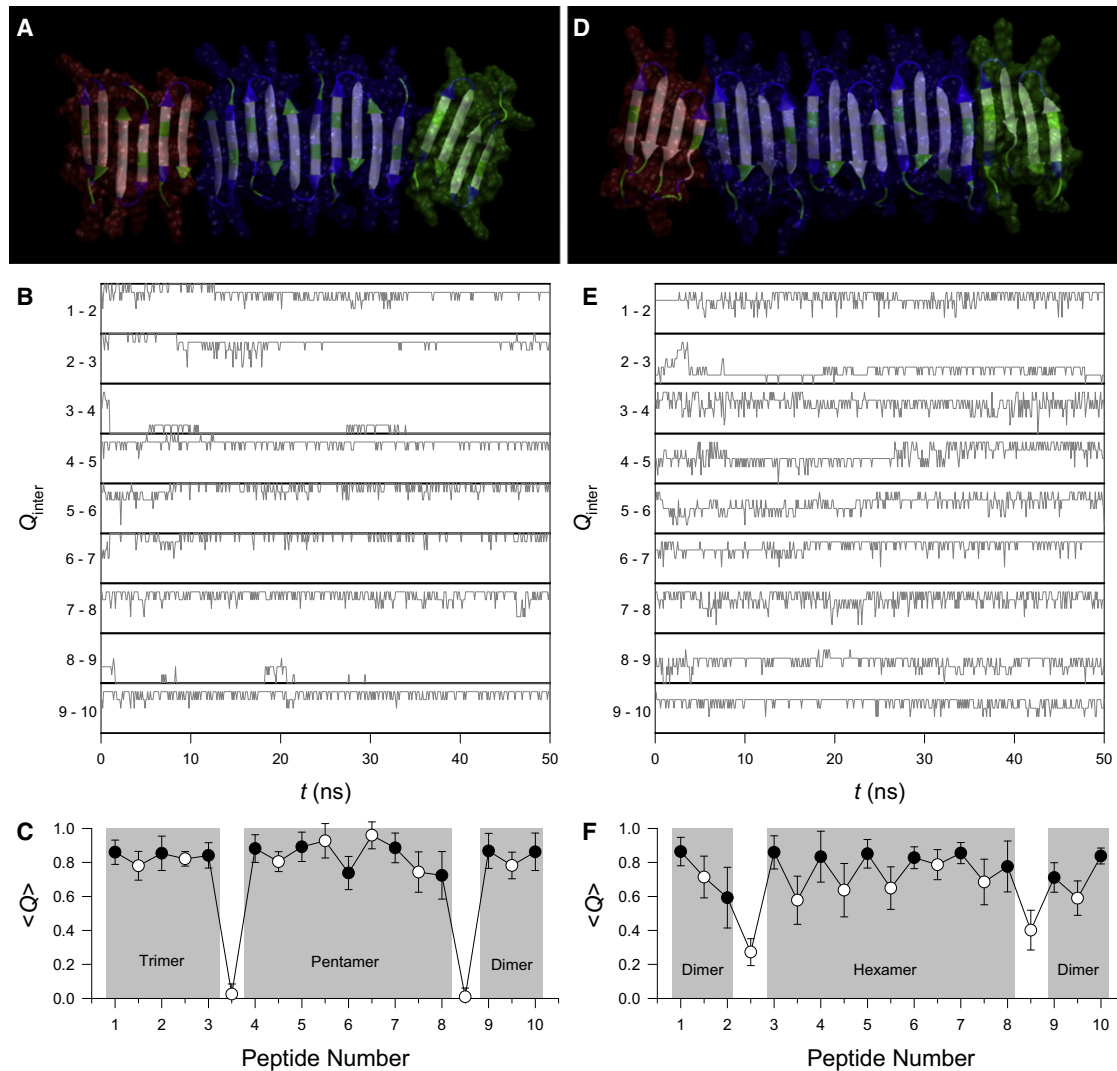 A
D
B
1 - 2
2 - 3
3 - 4
4 - 5
5 - 6
6 - 7
7 - 8
8 - 9
9 - 10
Qinter
0 10 20 30 40 50
t (ns)
E
1 - 2
2 - 3
3 - 4
4 - 5
5 - 6
6 - 7
7 - 8
8 - 9
9 - 10
Qinter
0 10 20 30 40 50
t (ns)
C
1.0
0.8
0.6
0.4
0.2
0.0
<Q>
Trimer Pentamer Dimer
1 2 3 4 5 6 7 8 9 10
Peptide Number
F
1.0
0.8
0.6
0.4
0.2
0.0
<Q>
Dimer Hexamer Dimer
1 2 3 4 5 6 7 8 9 10
Peptide Number